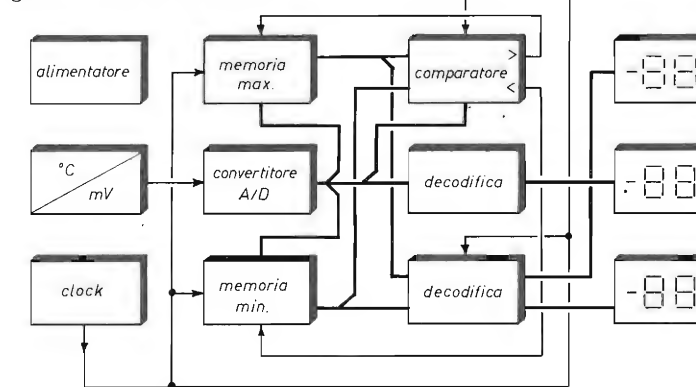 alimentatore
memoria
max.
comparatore
>
<
-88
°C
mV
convertitore
A/D
decodifica
-88
clock
memoria
min.
decodifica
-88